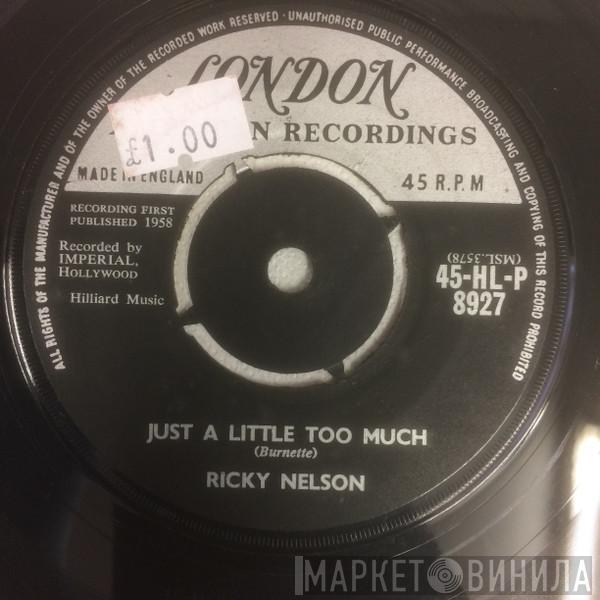 ALL RIGHTS OF THE MANUFACTURER AND OF THE OWNER OF THE RECORDED WORK RESERVED · UNAUTHORISED PUBLIC PERFORMANCE BROADCASTING AND COPYING OF THIS RECORD PROHIBITED
LONDON
RECORDINGS
£1.00
MADE IN ENGLAND
45 R.P.M
RECORDING FIRST
PUBLISHED 1958
Recorded by
IMPERIAL,
HOLLYWOOD
Hilliard Music
(MSL.3578)
45-HL-P
8927
JUST A LITTLE TOO MUCH
(Burnette)
RICKY NELSON
МАРКЕТ ВИНИЛА